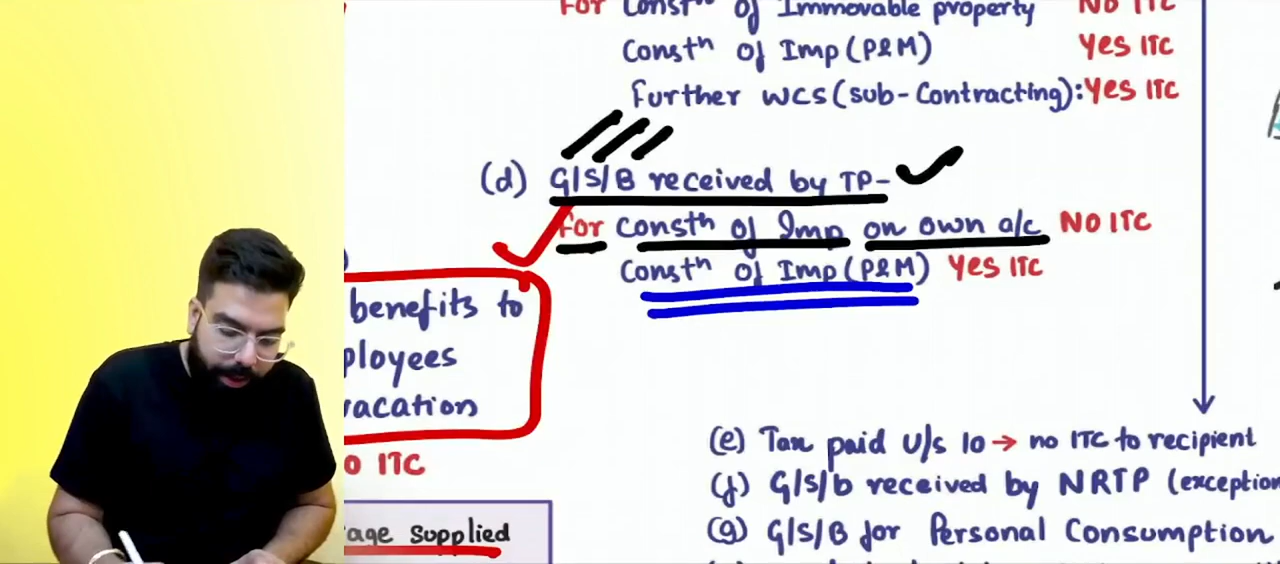 For Constⁿ of Immovable property No ITC
Constʰ of Imp (P&M) Yes ITC
Further WCS (Sub-Contracting): Yes ITC
(d) G/S/B received by TP-
For Constʰ of Imp on own a/c No ITC
Constʰ of Imp (P&M) Yes ITC
benefits to
ployees
vacation
o ITC
age Supplied
(e) Tax paid U/s 10 → no ITC to recipient
(f) G/S/b received by NRTP (exception
(g) G/S/B for Personal Consumption